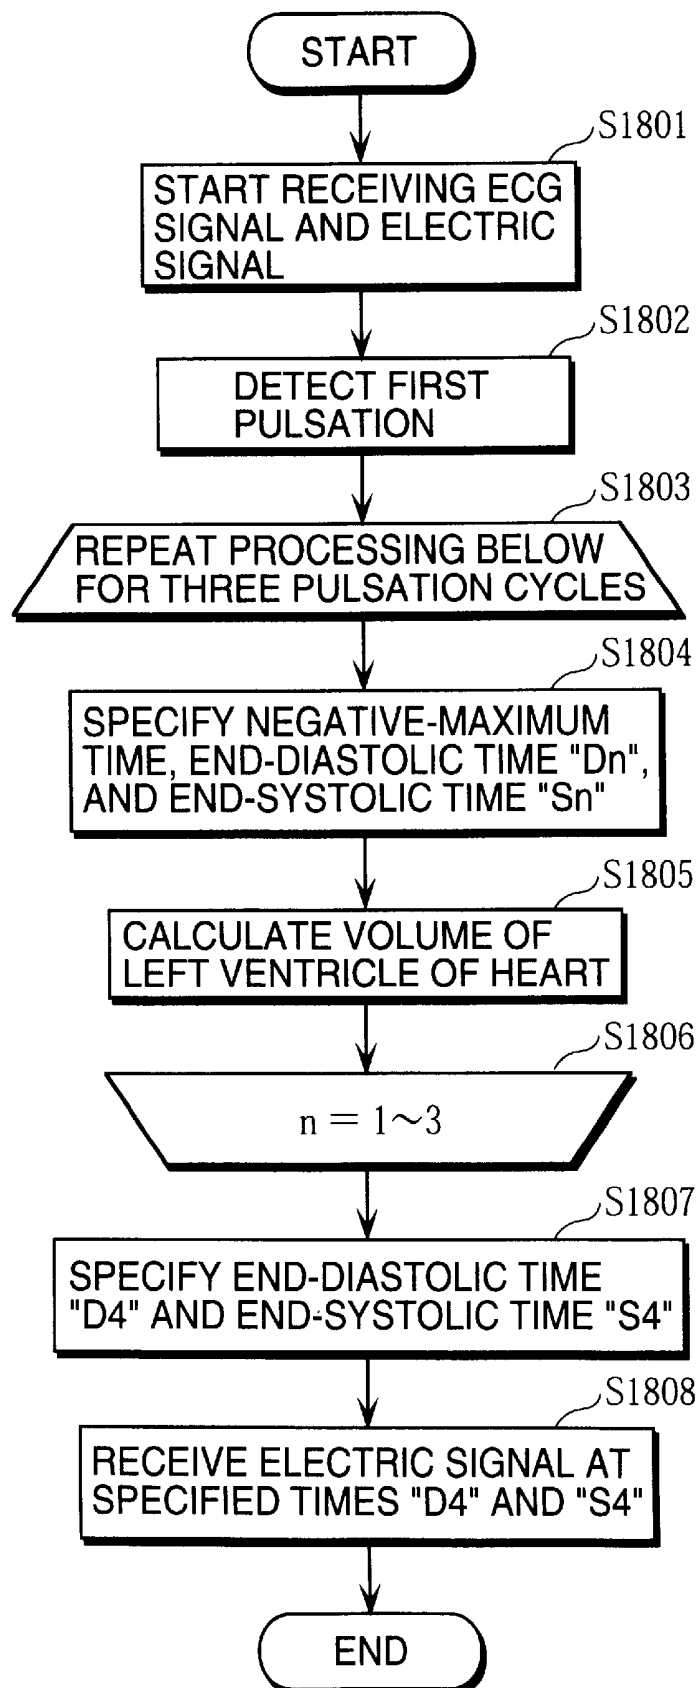 START
S1801
START RECEIVING ECG
SIGNAL AND ELECTRIC
SIGNAL
S1802
DETECT FIRST
PULSATION
S1803
REPEAT PROCESSING BELOW
FOR THREE PULSATION CYCLES
S1804
SPECIFY NEGATIVE-MAXIMUM
TIME, END-DIASTOLIC TIME "Dn",
AND END-SYSTOLIC TIME "Sn"
S1805
CALCULATE VOLUME OF
LEFT VENTRICLE OF HEART
S1806
n = 1~3
S1807
SPECIFY END-DIASTOLIC TIME
"D4" AND END-SYSTOLIC TIME "S4"
S1808
RECEIVE ELECTRIC SIGNAL AT
SPECIFIED TIMES "D4" AND "S4"
END